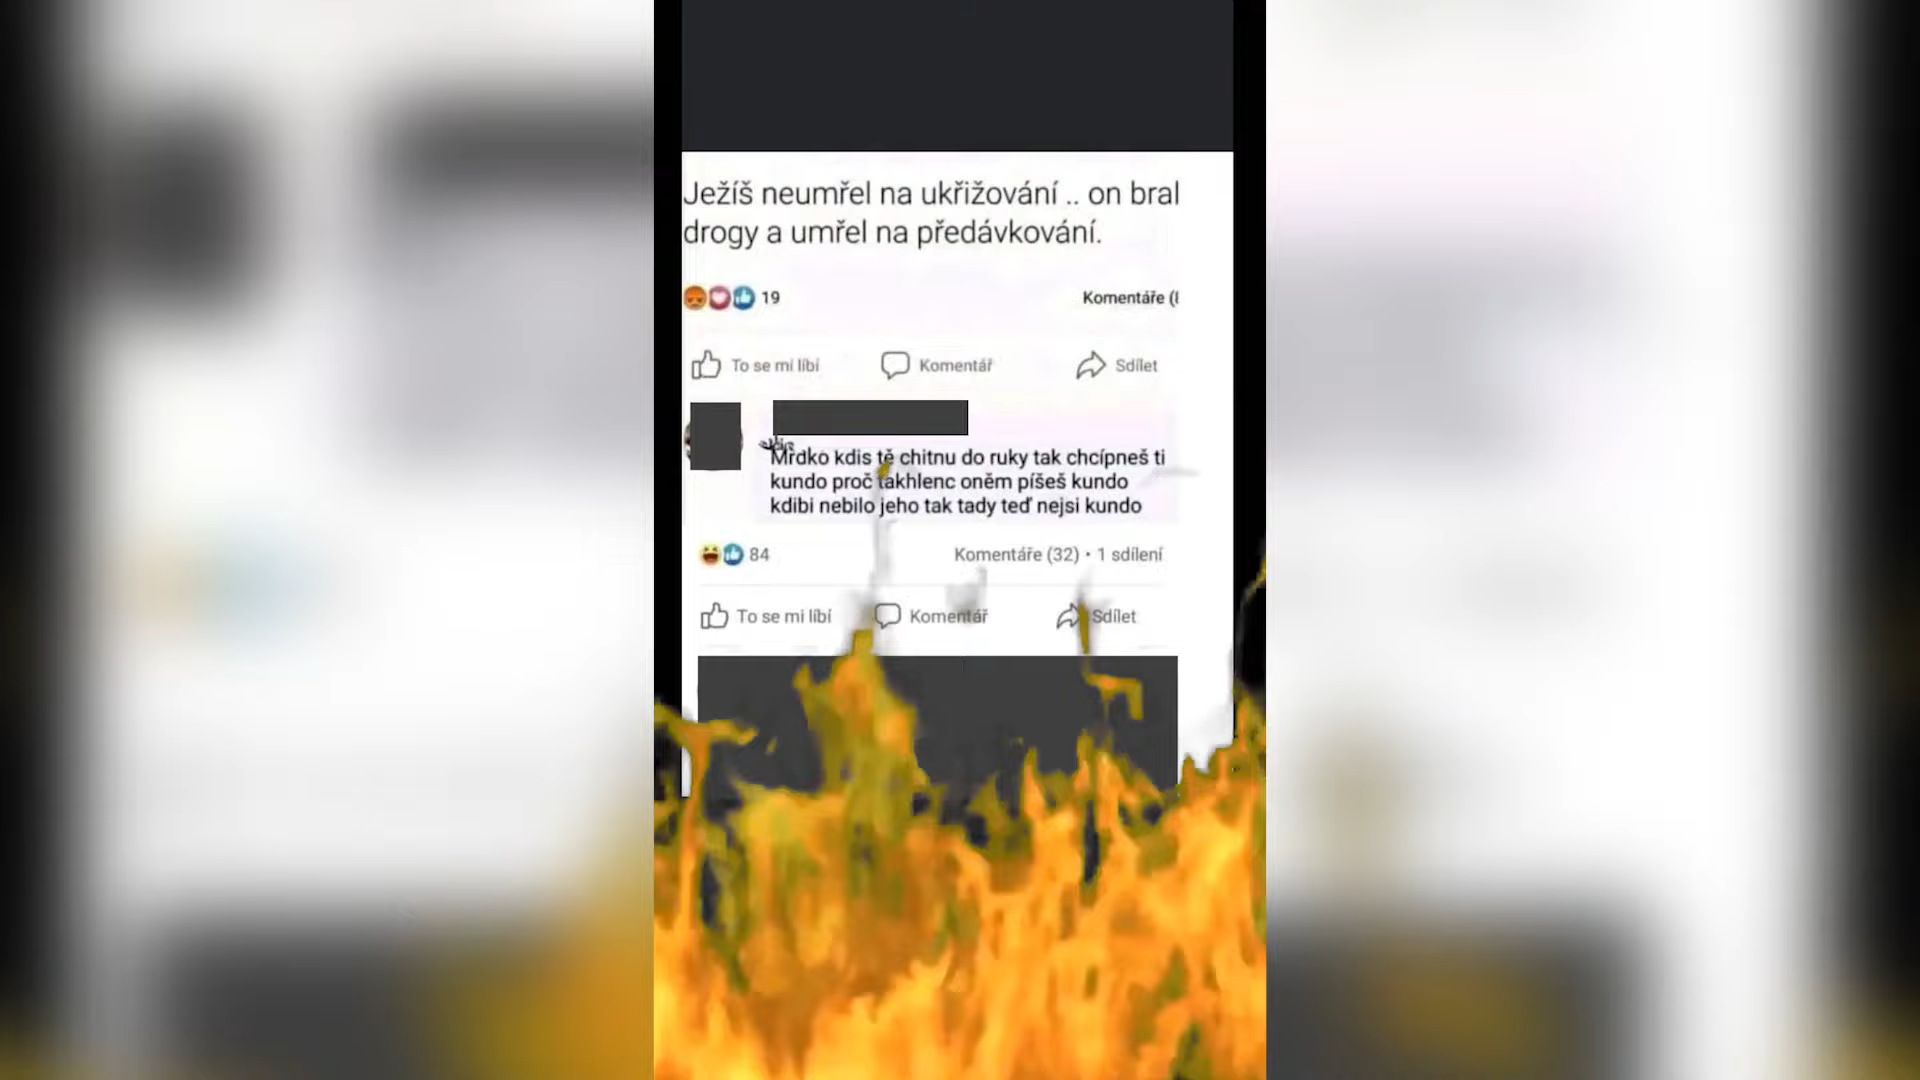 Ježíš neumřel na ukřižování .. on bral
drogy a umřel na předávkování.
19
Komentáře (
To se mi líbí
Komentář
Sdílet
Mrdko kdis tě chitnu do ruky tak chcípneš ti
kundo proč takhlenc oněm píšeš kundo
kdibi nebilo jeho tak tady teď nejsi kundo
84
Komentáře (32) • 1 sdílení
To se mi líbí
Komentář
Sdílet